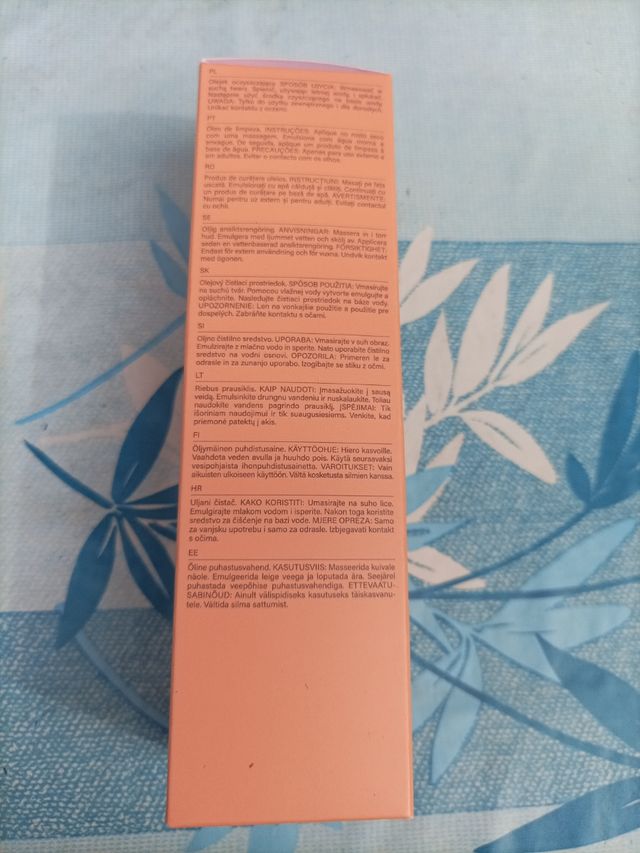 PL
Olejek oczyszczający. SPOSÓB UŻYCIA: Wmasować w
suchą twarz. Spienić, używając letniej wody, i spłukać.
Następnie użyć środka oczyszczającego na bazie wody.
UWAGA: Tylko do użytku zewnętrznego i dla dorosłych.
Unikać kontaktu z oczami.
PT
Óleo de limpeza. INSTRUÇÕES: Aplique no rosto seco
com uma massagem. Emulsione com água morna e
enxague. De seguida, aplique um produto de limpeza à
base de água. PRECAUÇÕES: Apenas para uso externo e
em adultos. Evitar o contacto com os olhos.
RO
Produs de curățare uleios. INSTRUCȚIUNI: Masați pe fața
uscată. Emulsionați cu apă călduță și clătiți. Continuați cu
un produs de curățare pe bază de apă. AVERTISMENTE:
Numai pentru uz extern și pentru adulți. Evitați contactul
cu ochii.
SE
Oljig ansiktsrengöring. ANVISNINGAR: Massera in i torr
hud. Emulgera med ljummet vatten och skölj av. Applicera
sedan en vattenbaserad ansiktsrengöring. FÖRSIKTIGHET:
Endast för extern användning och för vuxna. Undvik kontakt
med ögonen.
SK
Olejový čistiaci prostriedok. SPÔSOB POUŽITIA: Vmasírujte
na suchú tvár. Pomocou vlažnej vody vytvorte emulgujte a
opláchnite. Nasledujte čistiaci prostriedok na báze vody.
UPOZORNENIE: Len na vonkajšie použitie a použitie pre
dospelých. Zabráňte kontaktu s očami.
SI
Oljno čistilno sredstvo. UPORABA: Vmasirajte v suh obraz.
Emulzirajte z mlačno vodo in sperite. Nato uporabite čistilno
sredstvo na vodni osnovi. OPOZORILA: Primeren le za
odrasle in za zunanjo uporabo. Izogibajte se stiku z očmi.
LT
Riebus prausiklis. KAIP NAUDOTI: Įmasažuokite į sausą
veidą. Emulsinkite drungnu vandeniu ir nuskalaukite. Toliau
naudokite vandens pagrindo prausiklį. ĮSPĖJIMAI: Tik
išoriniam naudojimui ir tik suaugusiesiems. Venkite, kad
priemonė patektų į akis.
FI
Öljymäinen puhdistusaine. KÄYTTÖOHJE: Hiero kasvoille.
Vaahdota veden avulla ja huuhdo pois. Käytä seuravaksi
vesipohjaista ihonpuhdistusainetta. VAROITUKSET: Vain
aikuisten ulkoiseen käyttöön. Vältä kosketusta silmien kanssa.
HR
Uljani čistač. KAKO KORISTITI: Umasirajte na suho lice.
Emulgirajte mlakom vodom i isperite. Nakon toga koristite
sredstvo za čišćenje na bazi vode. MJERE OPREZA: Samo
za vanjsku upotrebu i samo za odrasle. Izbjegavati kontakt
s očima.
EE
Õline puhastusvahend. KASUTUSVIIS: Masseerida kuivale
näole. Emulgeerida leige veega ja loputada ära. Seejärel
puhastada veepõhise puhastusvahendiga. ETTEVAATU-
SABINÕUD: Ainult välispidiseks kasutuseks täiskasvanu-
tele. Vältida silma sattumist.